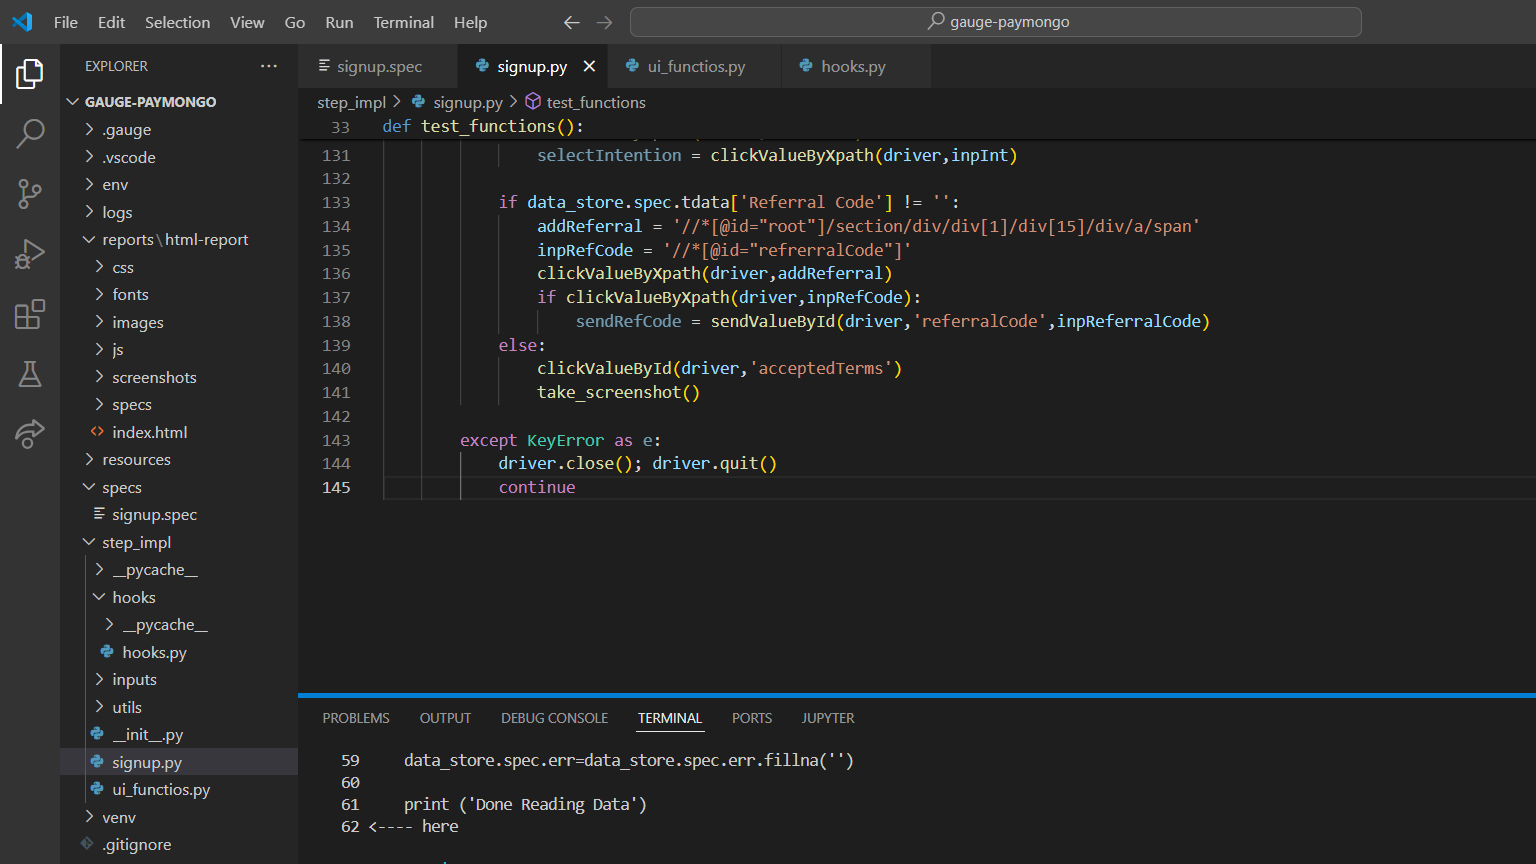 File Edit Selection View Go Run Terminal Help
gauge-paymongo
EXPLORER ...
GAUGE-PAYMONGO
.gauge
.vscode
env
logs
reports\html-report
css
fonts
images
js
screenshots
specs
index.html
resources
specs
signup.spec
step_impl
__pycache__
hooks
__pycache__
hooks.py
inputs
utils
__init__.py
signup.py
ui_functios.py
venv
.gitignore
signup.spec signup.py ui_functios.py hooks.py
step_impl > signup.py > test_functions
33 def test_functions():
131 selectIntention = clickValueByXpath(driver,inpInt)
132
133 if data_store.spec.tdata['Referral Code'] != '':
134 addReferral = '//*[@id="root"]/section/div/div[1]/div[15]/div/a/span'
135 inpRefCode = '//*[@id="refrerralCode"]'
136 clickValueByXpath(driver,addReferral)
137 if clickValueByXpath(driver,inpRefCode):
138 sendRefCode = sendValueById(driver,'referralCode',inpReferralCode)
139 else:
140 clickValueById(driver,'acceptedTerms')
141 take_screenshot()
142
143 except KeyError as e:
144 driver.close(); driver.quit()
145 continue
PROBLEMS OUTPUT DEBUG CONSOLE TERMINAL PORTS JUPYTER
59 data_store.spec.err=data_store.spec.err.fillna('')
60
61 print ('Done Reading Data')
62 <---- here